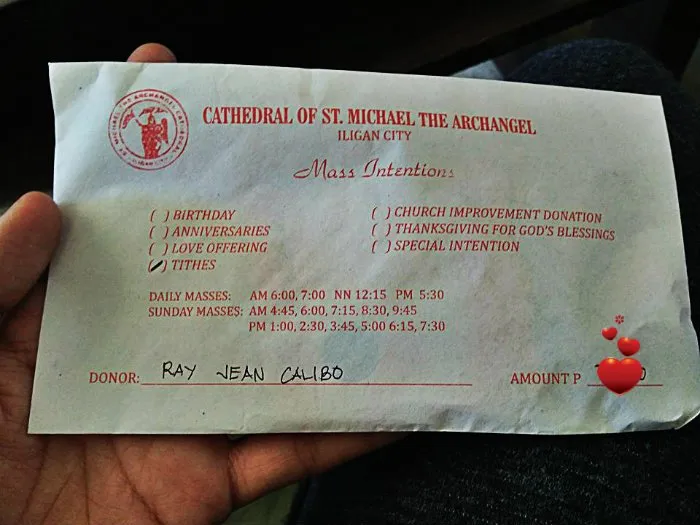 CATHEDRAL OF ST. MICHAEL THE ARCHANGEL
ILIGAN CITY
Mass Intentions
( ) BIRTHDAY
( ) ANNIVERSARIES
( ) LOVE OFFERING
(✓) TITHES
( ) CHURCH IMPROVEMENT DONATION
( ) THANKSGIVING FOR GOD'S BLESSINGS
( ) SPECIAL INTENTION
DAILY MASSES: AM 6:00, 7:00 NN 12:15 PM 5:30
SUNDAY MASSES: AM 4:45, 6:00, 7:15, 8:30, 9:45
PM 1:00, 2:30, 3:45, 5:00 6:15, 7:30
DONOR: RAY JEAN CALIBO
AMOUNT P